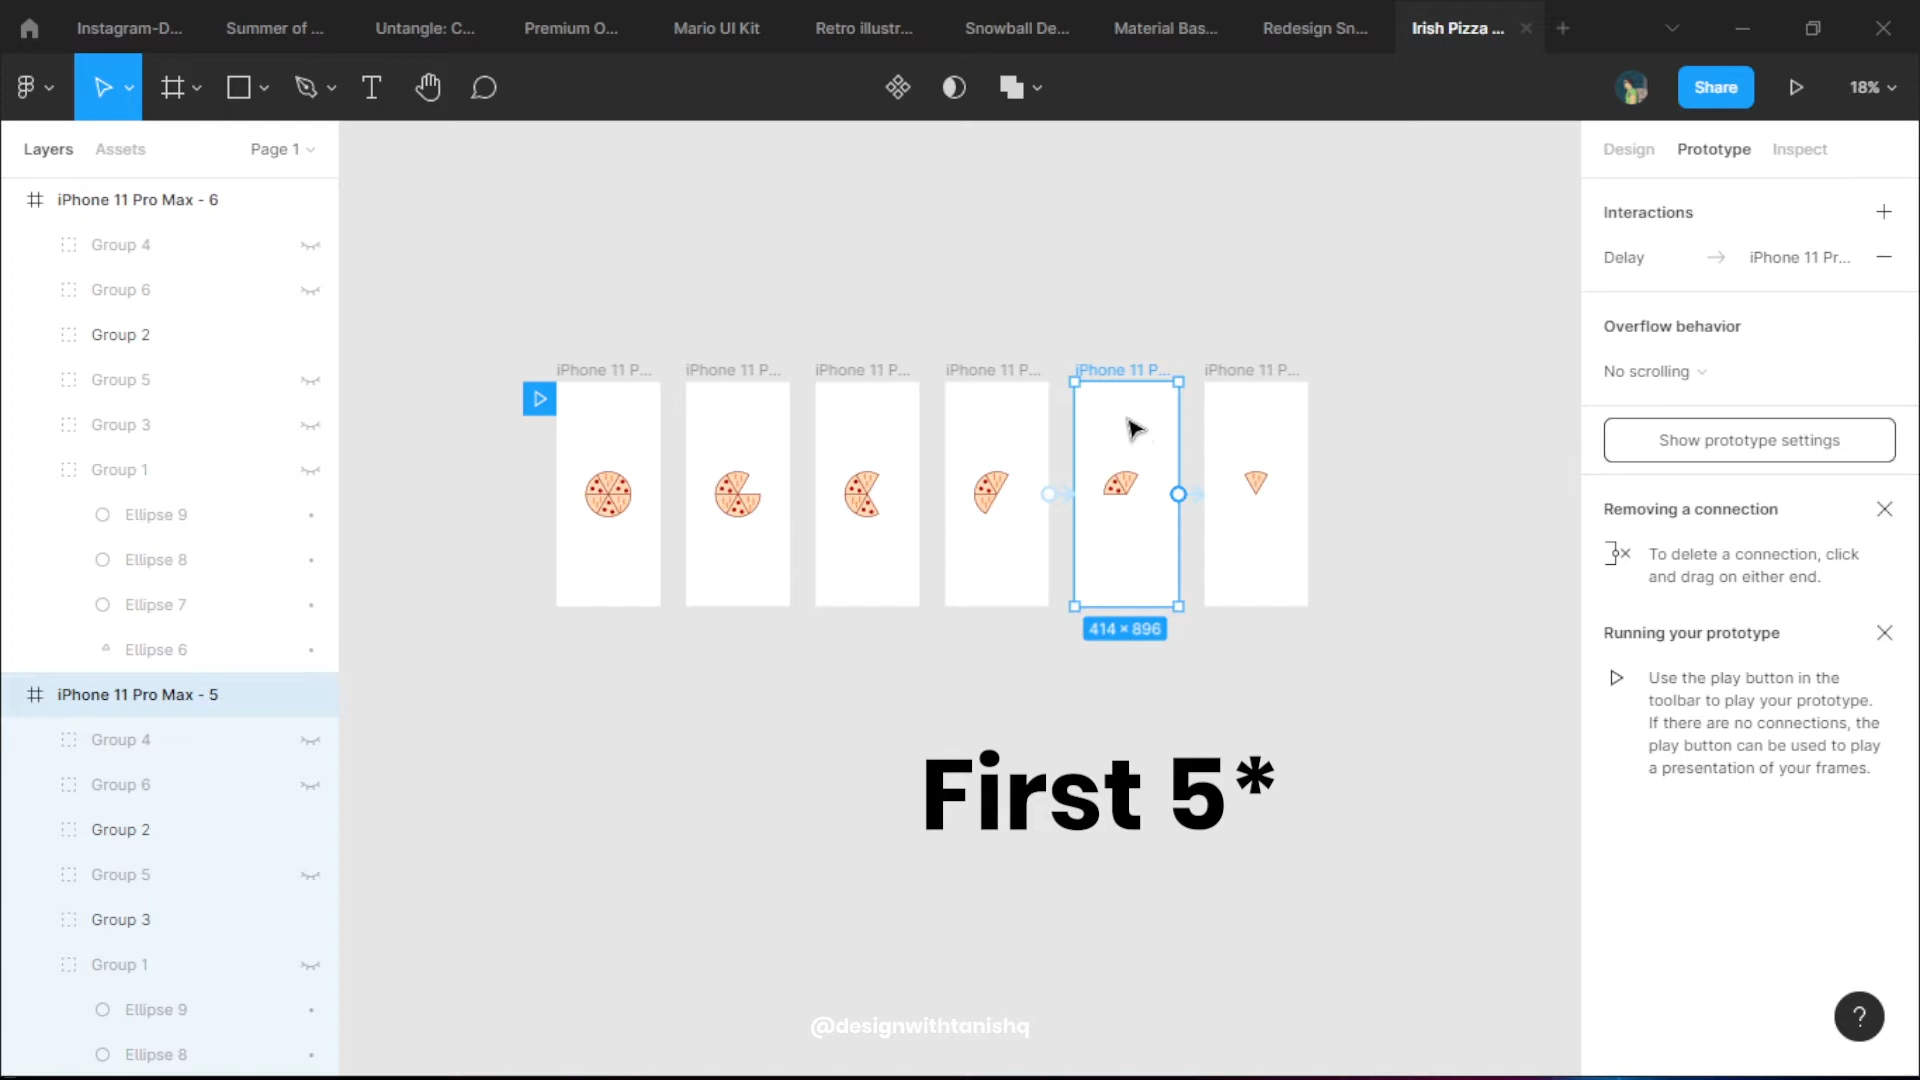 Instagram-D...
Summer of ...
Untangle: C...
Premium O...
Mario UI Kit
Retro illustr...
Snowball De...
Material Bas...
Redesign Sn...
Irish Pizza ...
Share
18%
Layers
Assets
Page 1
iPhone 11 Pro Max - 6
Group 4
Group 6
Group 2
Group 5
Group 3
Group 1
Ellipse 9
Ellipse 8
Ellipse 7
Ellipse 6
iPhone 11 Pro Max - 5
Group 4
Group 6
Group 2
Group 5
Group 3
Group 1
Ellipse 9
Ellipse 8
iPhone 11 P...
iPhone 11 P...
iPhone 11 P...
iPhone 11 P...
iPhone 11 P...
iPhone 11 P...
414 × 896
First 5*
@designwithtanishq
Design
Prototype
Inspect
Interactions
Delay
iPhone 11 Pr...
Overflow behavior
No scrolling
Show prototype settings
Removing a connection
To delete a connection, click
and drag on either end.
Running your prototype
Use the play button in the
toolbar to play your prototype.
If there are no connections, the
play button can be used to play
a presentation of your frames.
?